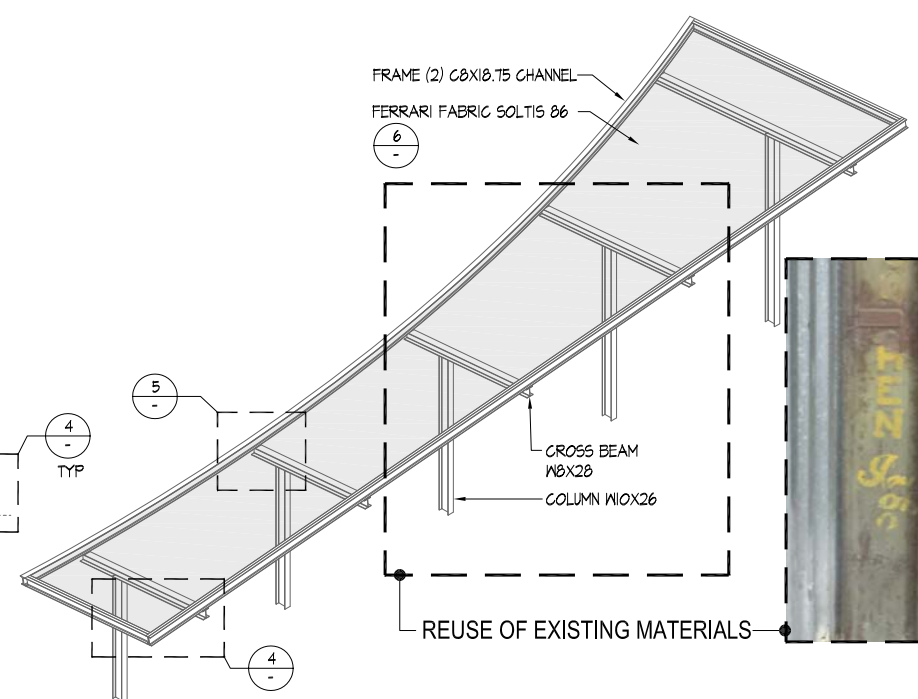 FRAME (2) C8X18.75 CHANNEL
FERRARI FABRIC SOLTIS 86
6
-
5
-
4
-
TYP
CROSS BEAM
W8X28
COLUMN W10X26
REUSE OF EXISTING MATERIALS
4
-